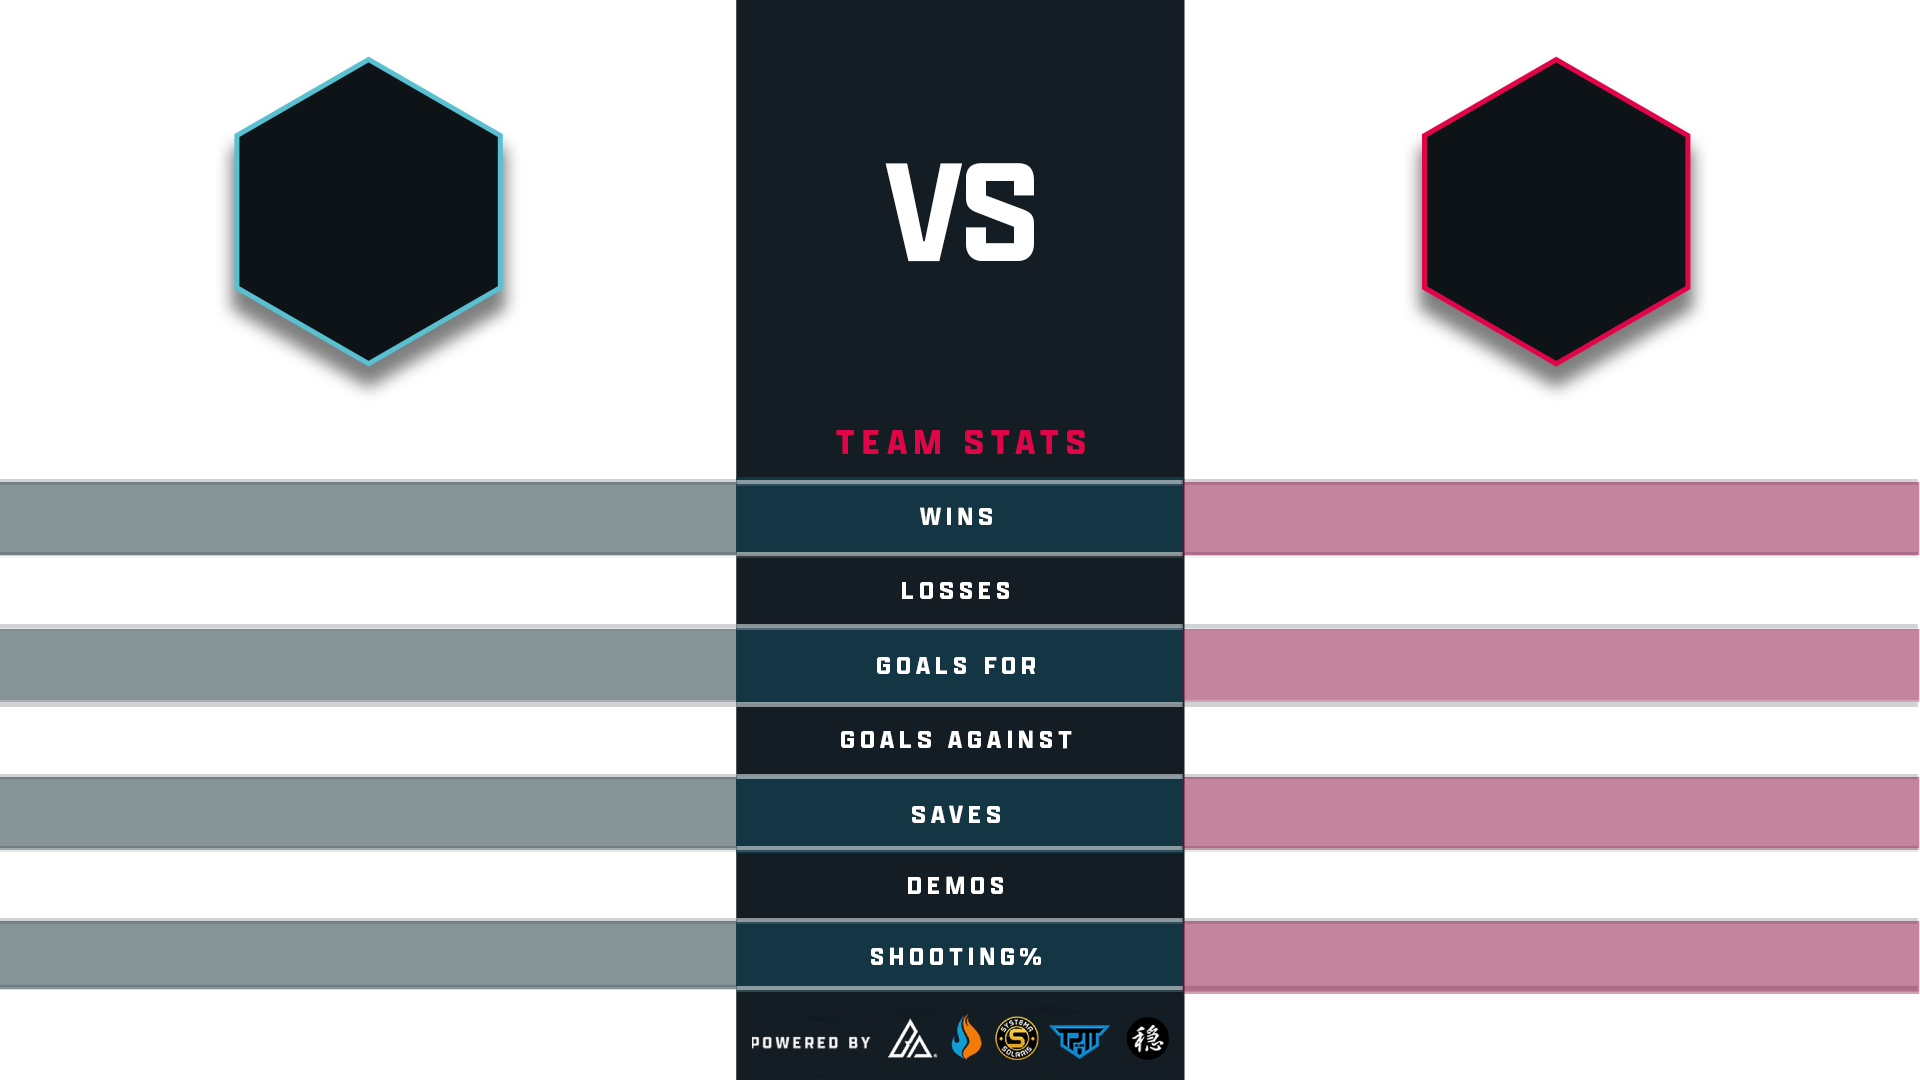 VS
TEAM STATS
WINS
LOSSES
GOALS FOR
GOALS AGAINST
SAVES
DEMOS
SHOOTING%
POWERED BY
SYSTEMA
S
SOLARIS
穏